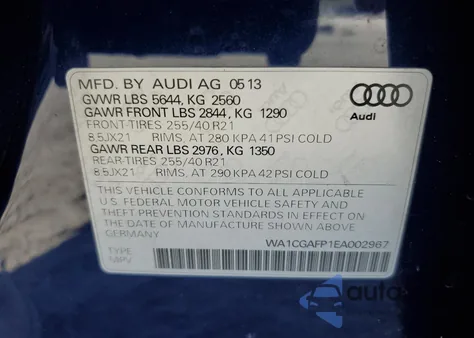 MFD. BY AUDI AG 05 13
GVWR LBS 5644, KG 2560
GAWR FRONT LBS 2844, KG 1290
FRONT-TIRES 255/40 R21
8.5JX21 RIMS, AT 280 KPA 41 PSI COLD
GAWR REAR LBS 2976, KG 1350
REAR-TIRES 255/40 R21
8.5JX21 RIMS, AT 290 KPA 42 PSI COLD
THIS VEHICLE CONFORMS TO ALL APPLICABLE
U.S. FEDERAL MOTOR VEHICLE SAFETY AND
THEFT PREVENTION STANDARDS IN EFFECT ON
THE DATE OF MANUFACTURE SHOWN ABOVE
WA1CGAFP1EA002967
TYPE
MPV
Audi
auto